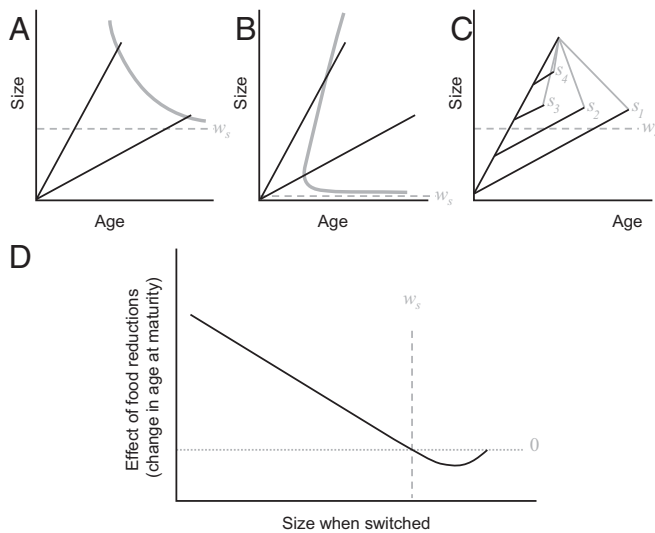 A
B
C
Size
Size
Size
w_s
w_s
s_4
s_3
s_2
s_1
w
Age
Age
Age
D
Effect of food reductions
(change in age at maturity)
w_s
0
Size when switched